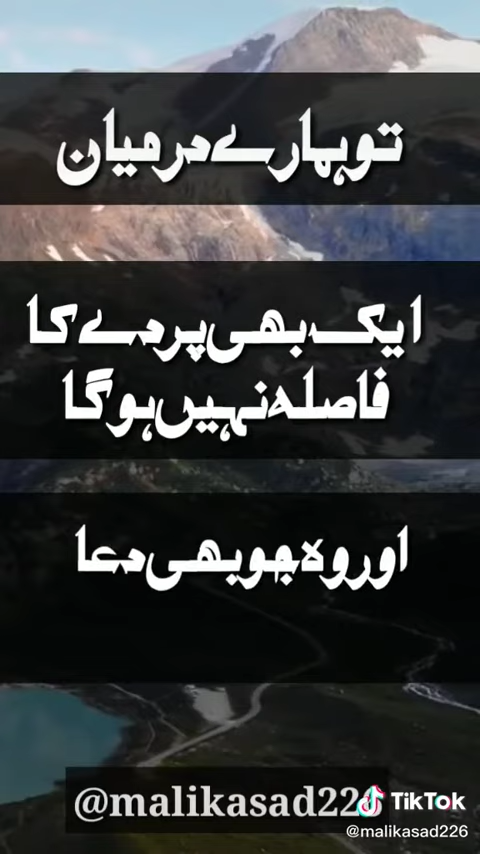 تو ہمارے درمیان
ایک بھی پردے کا
فاصلہ نہیں ہوگا
اور وہ جو بھی دعا
@malikasad226
TikTok
@malikasad226